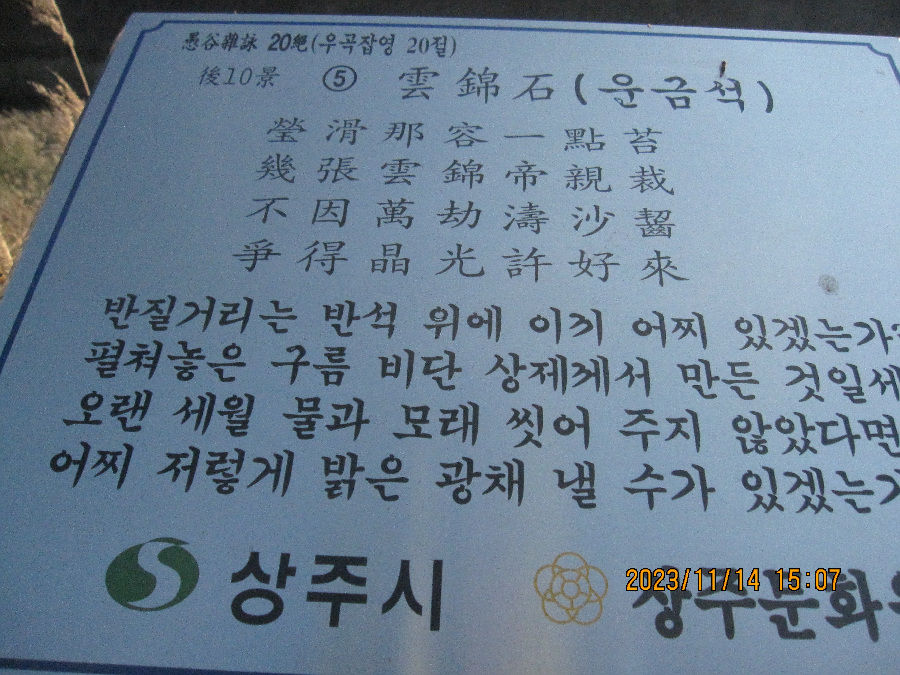 愚谷雜詠 20絶(우곡잡영 20절)
後10景 ⑤ 雲錦石(운금석)
瑩滑那容一點苔
幾張雲錦帝親裁
不因萬劫濤沙齧
爭得晶光許好來
반질거리는 반석 위에 이끼 어찌 있겠는가
펼쳐놓은 구름 비단 상제께서 만든 것일세
오랜 세월 물과 모래 씻어 주지 않았다면
어찌 저렇게 밝은 광채 낼 수가 있겠는가
상주시 상주문화
2023/11/14 15:07